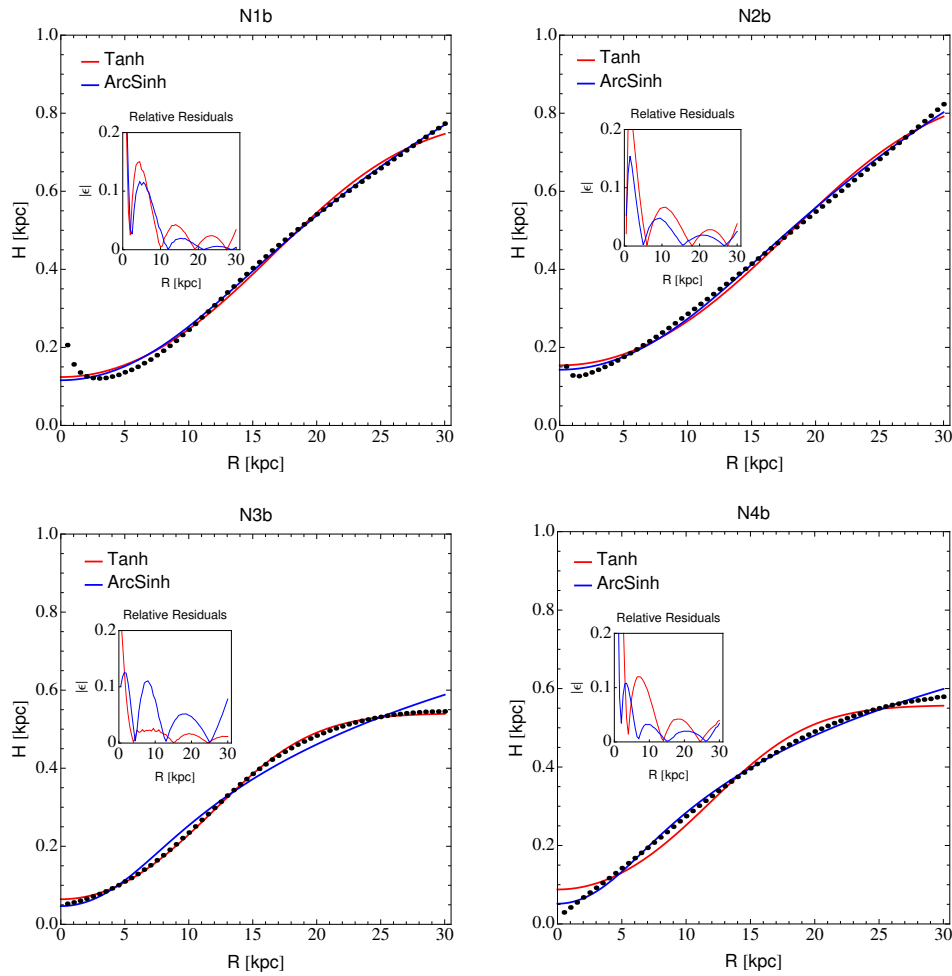 N1b
Tanh
ArcSinh
Relative Residuals
0.2
0.1
0
|ϵ|
0 10 20 30
R [kpc]
1.0
0.8
0.6
0.4
0.2
0.0
H [kpc]
0 5 10 15 20 25 30
R [kpc]
N2b
Tanh
ArcSinh
Relative Residuals
0.2
0.1
0
|ϵ|
0 10 20 30
R [kpc]
1.0
0.8
0.6
0.4
0.2
0.0
H [kpc]
0 5 10 15 20 25 30
R [kpc]
N3b
Tanh
ArcSinh
Relative Residuals
0.2
0.1
0
|ϵ|
0 10 20 30
R [kpc]
1.0
0.8
0.6
0.4
0.2
0.0
H [kpc]
0 5 10 15 20 25 30
R [kpc]
N4b
Tanh
ArcSinh
Relative Residuals
0.2
0.1
0
|ϵ|
0 10 20 30
R [kpc]
1.0
0.8
0.6
0.4
0.2
0.0
H [kpc]
0 5 10 15 20 25 30
R [kpc]